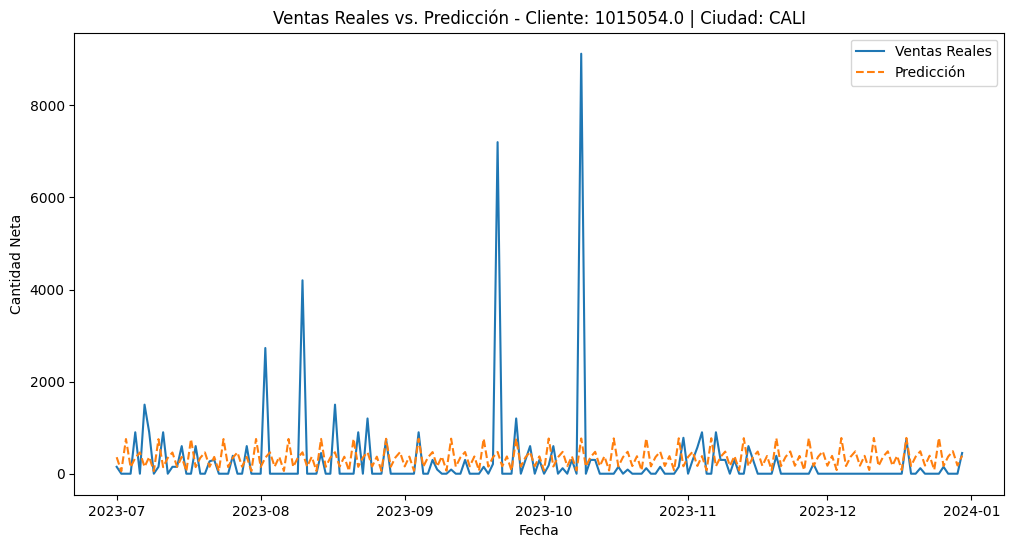 Ventas Reales vs. Predicción - Cliente: 1015054.0 | Ciudad: CALI
Ventas Reales
Predicción
Cantidad Neta
8000
6000
4000
2000
0
2023-07
2023-08
2023-09
2023-10
2023-11
2023-12
2024-01
Fecha